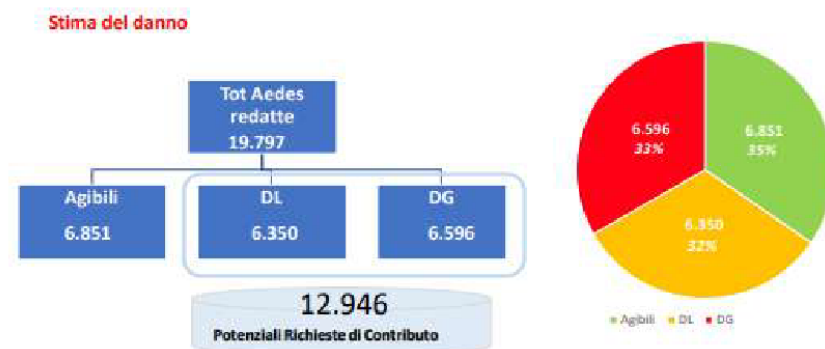 Stima del danno
Tot Aedes
redatte
19.797
Agibili
6.851
DL
6.350
DG
6.596
12.946
Potenziali Richieste di Contributo
6.596
33%
6.851
35%
6.350
32%
Agibili DL DG